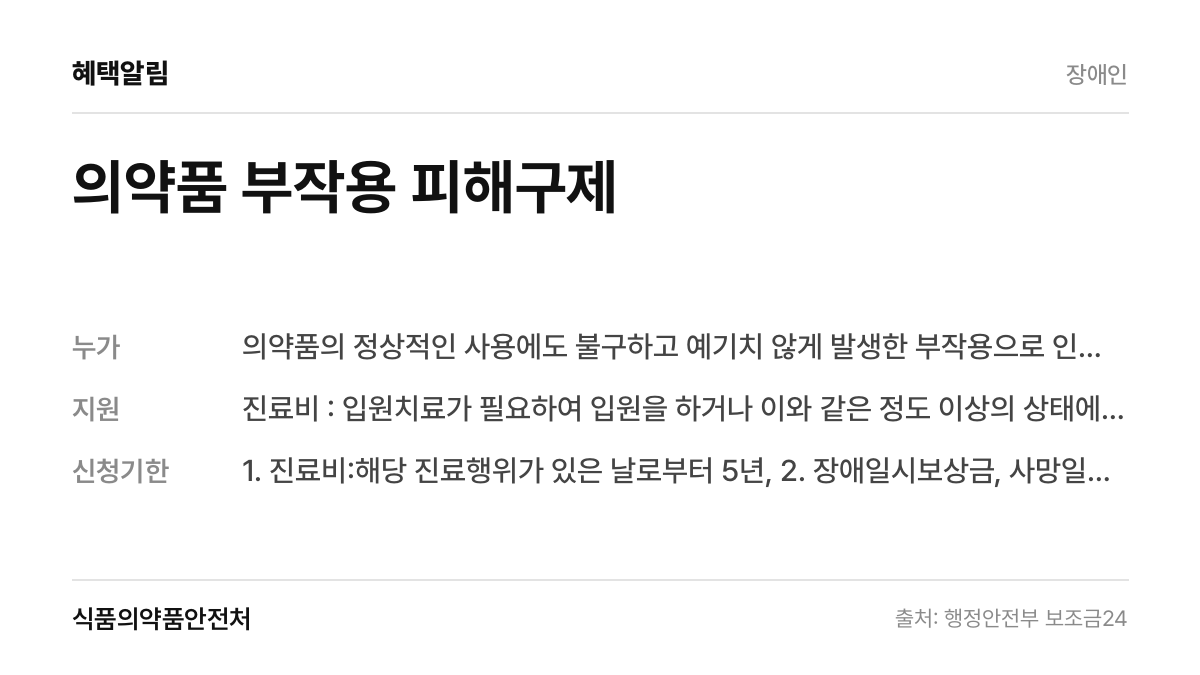 혜택알림
장애인
의약품 부작용 피해구제
누가
의약품의 정상적인 사용에도 불구하고 예기치 않게 발생한 부작용으로 인...
지원
진료비 : 입원치료가 필요하여 입원을 하거나 이와 같은 정도 이상의 상태에...
신청기한
1. 진료비:해당 진료행위가 있은 날로부터 5년, 2. 장애일시보상금, 사망일...
식품의약품안전처
출처: 행정안전부 보조금24